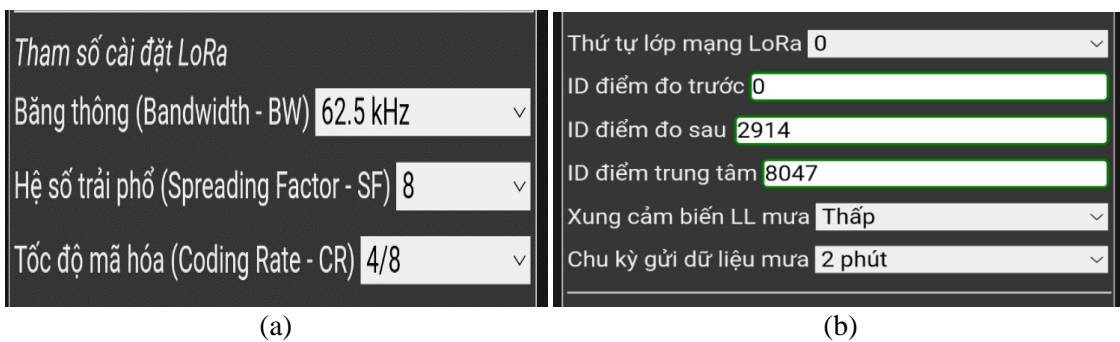 Tham số cài đặt LoRa
Băng thông (Bandwidth - BW) 62.5 kHz
Hệ số trải phổ (Spreading Factor - SF) 8
Tốc độ mã hóa (Coding Rate - CR) 4/8
(a)
Thứ tự lớp mạng LoRa 0
ID điểm đo trước 0
ID điểm đo sau 2914
ID điểm trung tâm 8047
Xung cảm biến LL mưa Thấp
Chu kỳ gửi dữ liệu mưa 2 phút
(b)